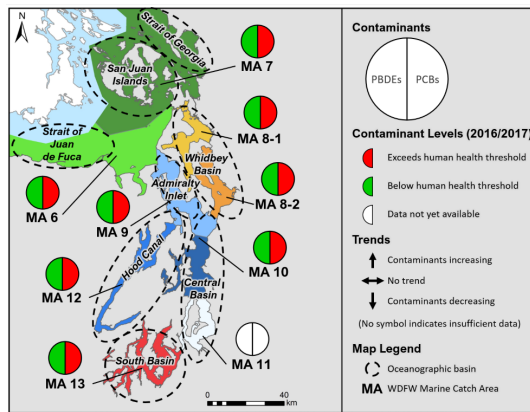 N
Strait of Georgia
MA 7
San Juan
Islands
MA 8-1
Strait of
Juan
de Fuca
Whidbey
Basin
MA 8-2
Admiralty
Inlet
MA 6
MA 9
MA 10
Hood Canal
MA 12
Central
Basin
MA 11
South Basin
MA 13
0 20 40
km
Contaminants
PBDEs PCBs
Contaminant Levels (2016/2017)
Exceeds human health threshold
Below human health threshold
Data not yet available
Trends
Contaminants increasing
No trend
Contaminants decreasing
(No symbol indicates insufficient data)
Map Legend
Oceanographic basin
MA WDFW Marine Catch Area